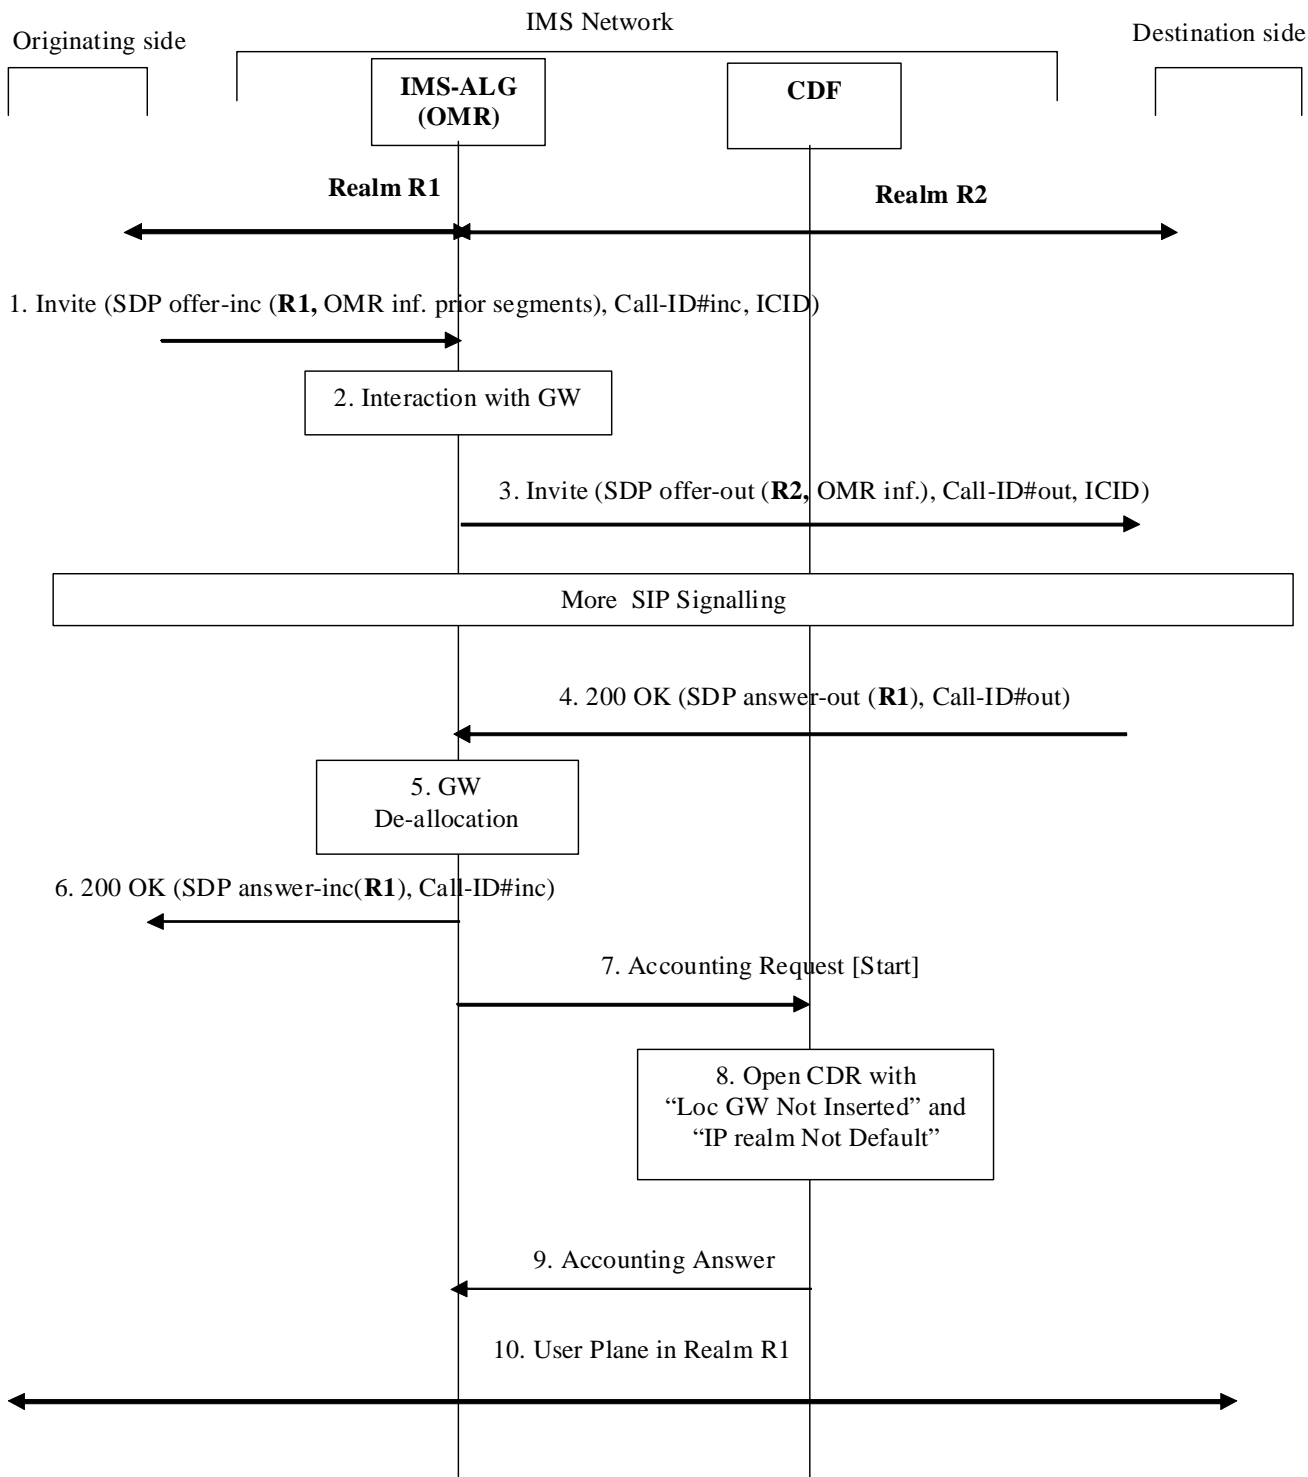 IMS Network
Originating side
Destination side
IMS-ALG
(OMR)
CDF
Realm R1
Realm R2
1. Invite (SDP offer-inc (R1, OMR inf. prior segments), Call-ID#inc, ICID)
2. Interaction with GW
3. Invite (SDP offer-out (R2, OMR inf.), Call-ID#out, ICID)
More SIP Signalling
4. 200 OK (SDP answer-out (R1), Call-ID#out)
5. GW
De-allocation
6. 200 OK (SDP answer-inc(R1), Call-ID#inc)
7. Accounting Request [Start]
8. Open CDR with
“Loc GW Not Inserted” and
“IP realm Not Default”
9. Accounting Answer
10. User Plane in Realm R1